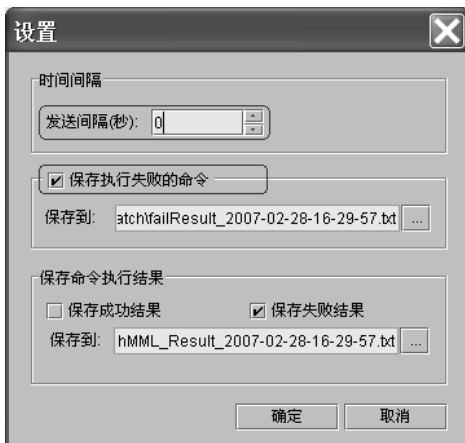 设置
时间间隔
发送间隔(秒): 0
保存执行失败的命令
保存到: atch\failResult_2007-02-28-16-29-57.txt ...
保存命令执行结果
保存成功结果 保存失败结果
保存到: hMML_Result_2007-02-28-16-29-57.txt ...
确定 取消